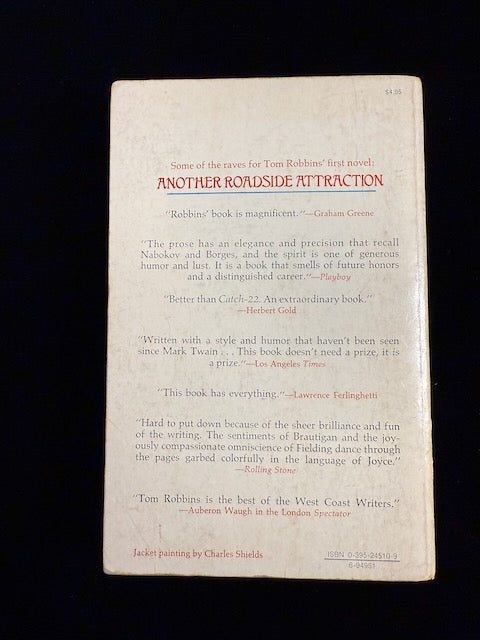 $4.95
Some of the raves for Tom Robbins' first novel:
ANOTHER ROADSIDE ATTRACTION
"Robbins' book is magnificent."—Graham Greene
"The prose has an elegance and precision that recall
Nabokov and Borges, and the spirit is one of generous
humor and lust. It is a book that smells of future honors
and a distinguished career."—Playboy
"Better than Catch-22. An extraordinary book."
—Herbert Gold
"Written with a style and humor that haven't been seen
since Mark Twain . . . This book doesn't need a prize, it is
a prize."—Los Angeles Times
"This book has everything."—Lawrence Ferlinghetti
"Hard to put down because of the sheer brilliance and fun
of the writing. The sentiments of Brautigan and the joy-
ously compassionate omniscience of Fielding dance through
the pages garbed colorfully in the language of Joyce."
—Rolling Stone
"Tom Robbins is the best of the West Coast Writers."
—Auberon Waugh in the London Spectator
Jacket painting by Charles Shields
ISBN 0-395-24510-9
6-94951